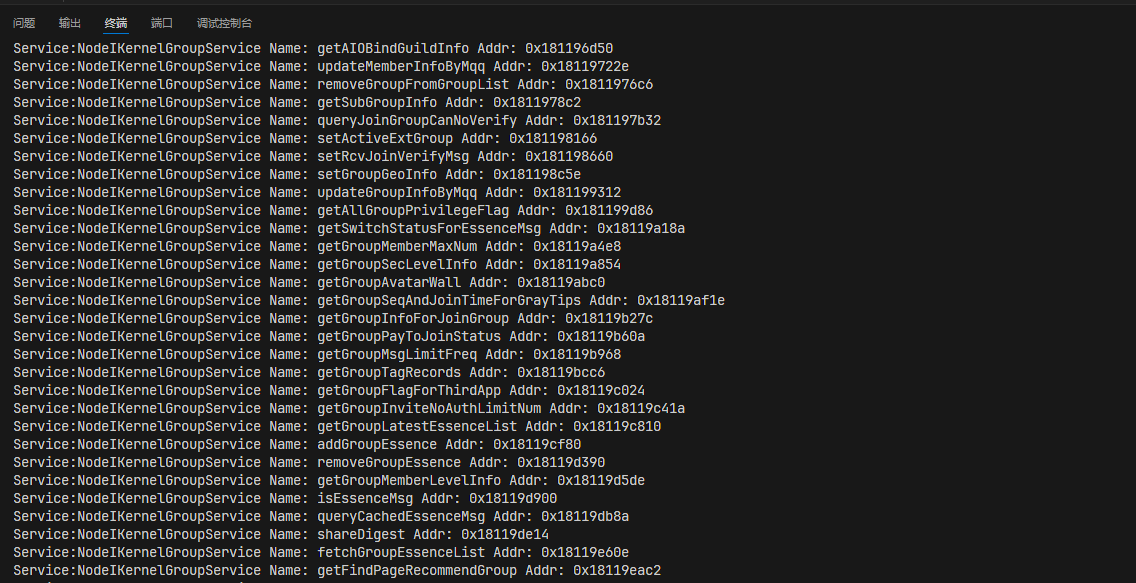 问题 输出 终端 端口 调试控制台
Service:NodeIKernelGroupService Name: getAIOBindGuildInfo Addr: 0x181196d50
Service:NodeIKernelGroupService Name: updateMemberInfoByMqq Addr: 0x18119722e
Service:NodeIKernelGroupService Name: removeGroupFromGroupList Addr: 0x1811976c6
Service:NodeIKernelGroupService Name: getSubGroupInfo Addr: 0x1811978c2
Service:NodeIKernelGroupService Name: queryJoinGroupCanNoVerify Addr: 0x181197b32
Service:NodeIKernelGroupService Name: setActiveExtGroup Addr: 0x181198166
Service:NodeIKernelGroupService Name: setRcvJoinVerifyMsg Addr: 0x181198660
Service:NodeIKernelGroupService Name: setGroupGeoInfo Addr: 0x181198c5e
Service:NodeIKernelGroupService Name: updateGroupInfoByMqq Addr: 0x181199312
Service:NodeIKernelGroupService Name: getAllGroupPrivilegeFlag Addr: 0x181199d86
Service:NodeIKernelGroupService Name: getSwitchStatusForEssenceMsg Addr: 0x18119a18a
Service:NodeIKernelGroupService Name: getGroupMemberMaxNum Addr: 0x18119a4e8
Service:NodeIKernelGroupService Name: getGroupSecLevelInfo Addr: 0x18119a854
Service:NodeIKernelGroupService Name: getGroupAvatarWall Addr: 0x18119abc0
Service:NodeIKernelGroupService Name: getGroupSeqAndJoinTimeForGrayTips Addr: 0x18119af1e
Service:NodeIKernelGroupService Name: getGroupInfoForJoinGroup Addr: 0x18119b27c
Service:NodeIKernelGroupService Name: getGroupPayToJoinStatus Addr: 0x18119b60a
Service:NodeIKernelGroupService Name: getGroupMsgLimitFreq Addr: 0x18119b968
Service:NodeIKernelGroupService Name: getGroupTagRecords Addr: 0x18119bcc6
Service:NodeIKernelGroupService Name: getGroupFlagForThirdApp Addr: 0x18119c024
Service:NodeIKernelGroupService Name: getGroupInviteNoAuthLimitNum Addr: 0x18119c41a
Service:NodeIKernelGroupService Name: getGroupLatestEssenceList Addr: 0x18119c810
Service:NodeIKernelGroupService Name: addGroupEssence Addr: 0x18119cf80
Service:NodeIKernelGroupService Name: removeGroupEssence Addr: 0x18119d390
Service:NodeIKernelGroupService Name: getGroupMemberLevelInfo Addr: 0x18119d5de
Service:NodeIKernelGroupService Name: isEssenceMsg Addr: 0x18119d900
Service:NodeIKernelGroupService Name: queryCachedEssenceMsg Addr: 0x18119db8a
Service:NodeIKernelGroupService Name: shareDigest Addr: 0x18119de14
Service:NodeIKernelGroupService Name: fetchGroupEssenceList Addr: 0x18119e60e
Service:NodeIKernelGroupService Name: getFindPageRecommendGroup Addr: 0x18119eac2